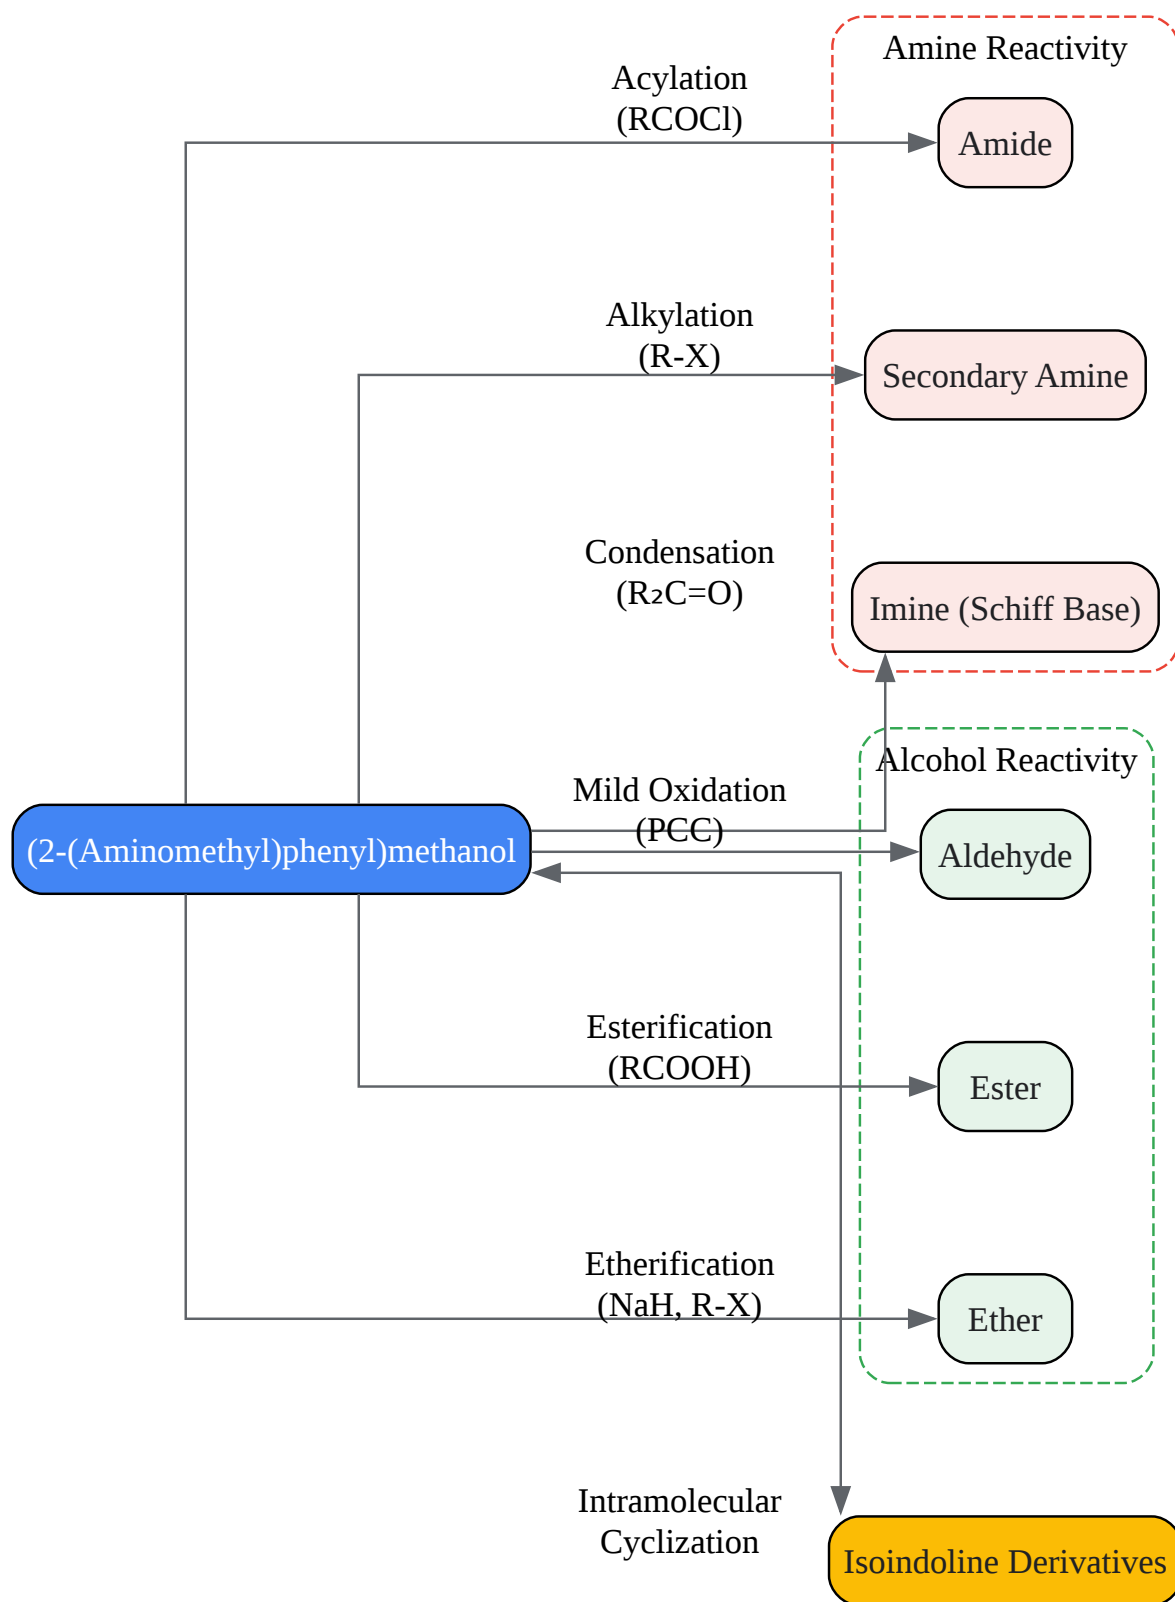 Amine Reactivity
Acylation
(RCOCl)
Amide
Alkylation
(R-X)
Secondary Amine
Condensation
(R₂C=O)
Imine (Schiff Base)
Alcohol Reactivity
Mild Oxidation
(PCC)
(2-(Aminomethyl)phenyl)methanol
Aldehyde
Esterification
(RCOOH)
Ester
Etherification
(NaH, R-X)
Ether
Intramolecular
Cyclization
Isoindoline Derivatives